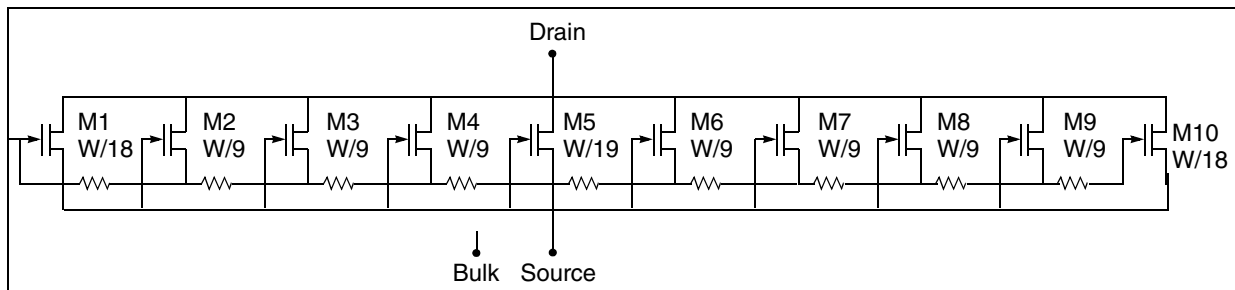 Drain
M1
W/18
M2
W/9
M3
W/9
M4
W/9
M5
W/19
M6
W/9
M7
W/9
M8
W/9
M9
W/9
M10
W/18
Bulk
Source